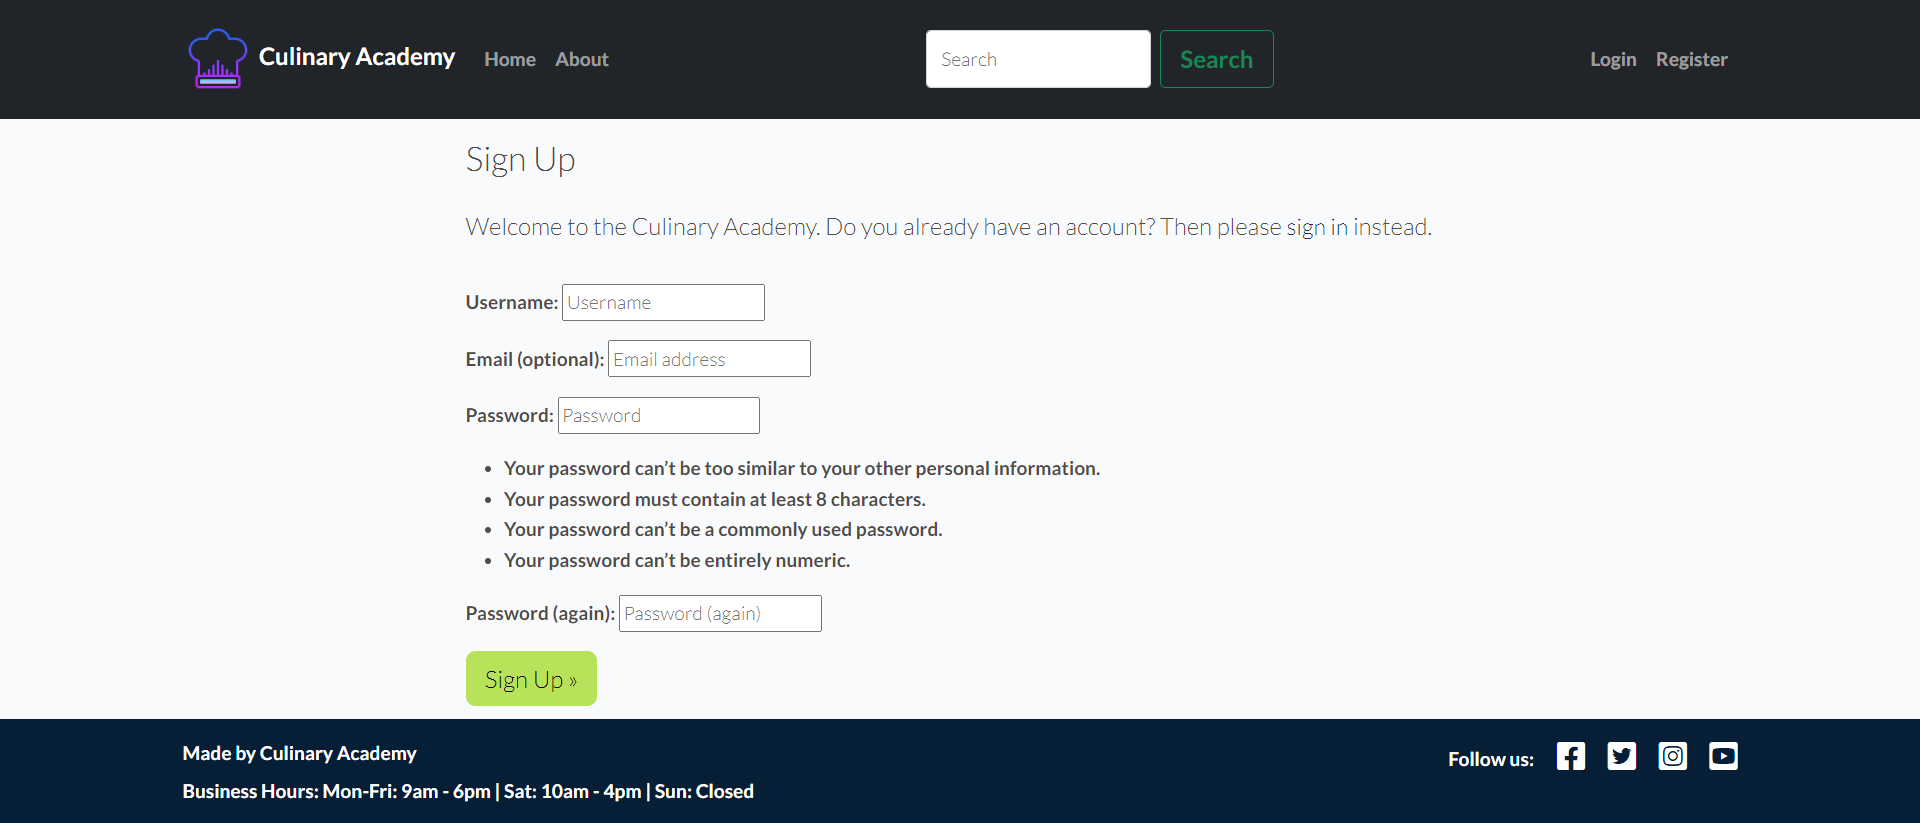 Culinary Academy Home About Search Search Login Register
Sign Up
Welcome to the Culinary Academy. Do you already have an account? Then please sign in instead.
Username: Username
Email (optional): Email address
Password: Password
• Your password can’t be too similar to your other personal information.
• Your password must contain at least 8 characters.
• Your password can’t be a commonly used password.
• Your password can’t be entirely numeric.
Password (again): Password (again)
Sign Up »
Made by Culinary Academy
Business Hours: Mon-Fri: 9am - 6pm | Sat: 10am - 4pm | Sun: Closed
Follow us: